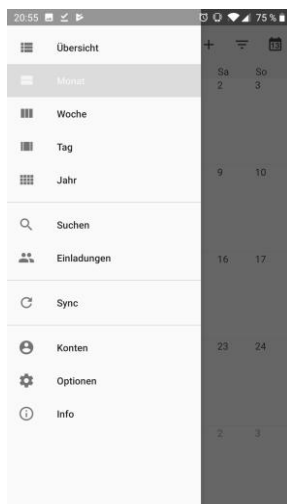 20:55 75 %
Übersicht
Monat
Woche
Tag
Jahr
Suchen
Einladungen
Sync
Konten
Optionen
Info
Sa So
2 3
9 10
16 17
23 24
2 3